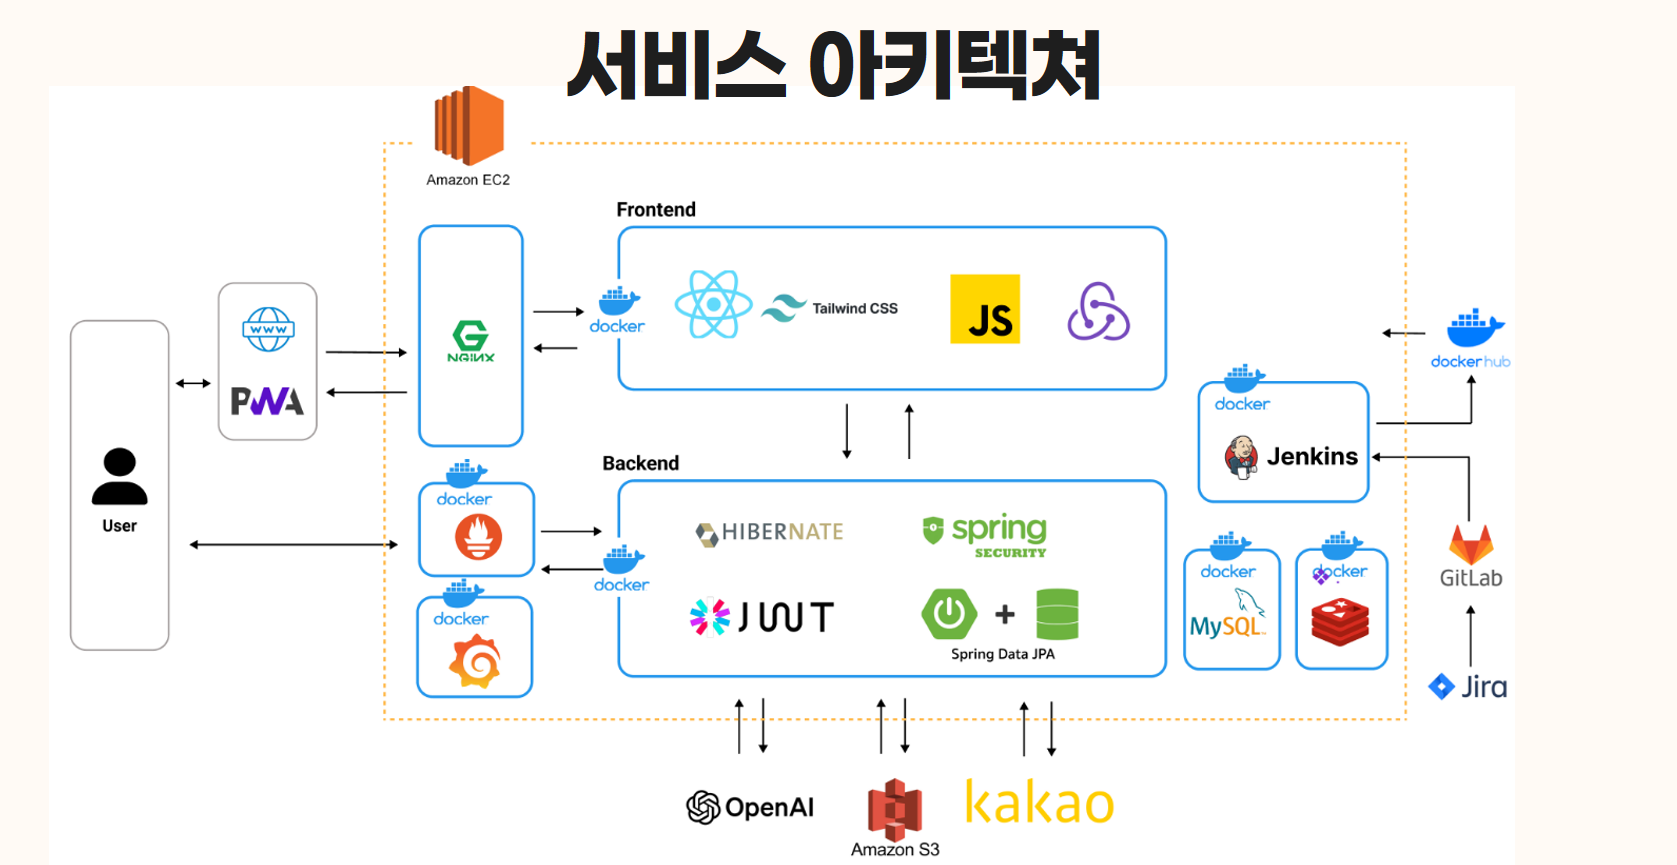 서비스 아키텍쳐
Amazon EC2
Frontend
WWW
PWA
NGiNX
docker
Tailwind CSS
JS
docker hub
docker
Jenkins
User
Backend
docker
docker
HIBERNATE
spring
SECURITY
docker
JWT
+
Spring Data JPA
docker
MySQL
docker
GitLab
Jira
OpenAI
Amazon S3
kakao